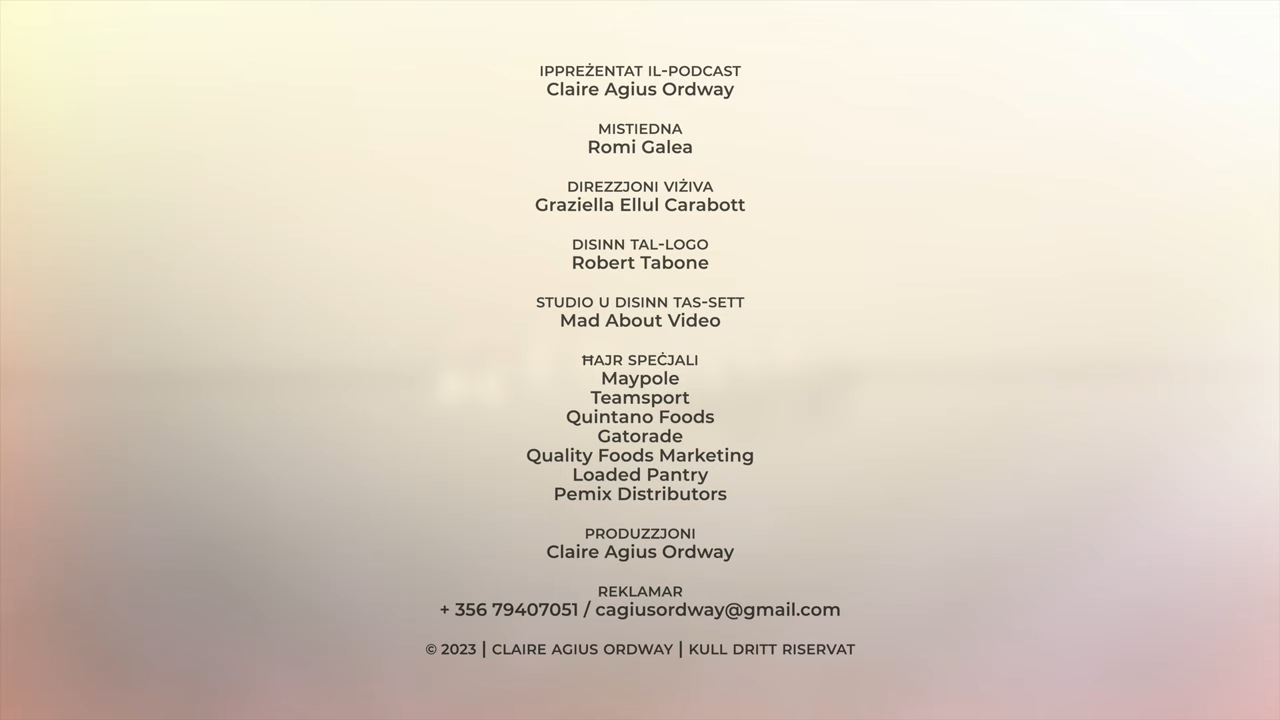 IPPREŻENTAT IL-PODCAST
Claire Agius Ordway
MISTIEDNA
Romi Galea
DIREZZJONI VIŻIVA
Graziella Ellul Carabott
DISINN TAL-LOGO
Robert Tabone
STUDIO U DISINN TAS-SETT
Mad About Video
ĦAJR SPEĊJALI
Maypole
Teamsport
Quintano Foods
Gatorade
Quality Foods Marketing
Loaded Pantry
Pemix Distributors
PRODUZZJONI
Claire Agius Ordway
REKLAMAR
+ 356 79407051 / cagiusordway@gmail.com
© 2023 | CLAIRE AGIUS ORDWAY | KULL DRITT RISERVAT